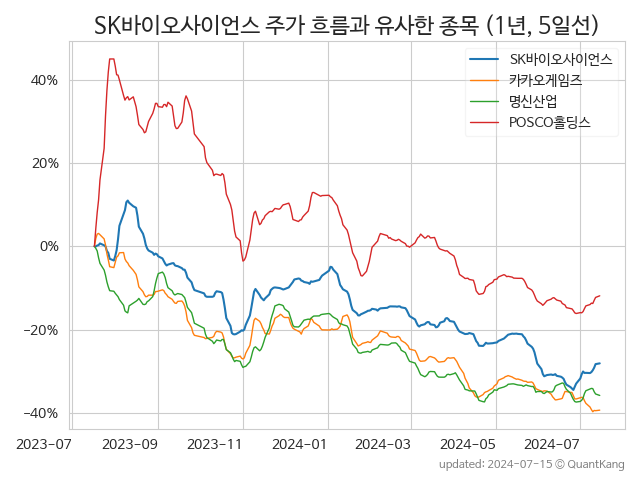 SK바이오사이언스 주가 흐름과 유사한 종목 (1년, 5일선)
SK바이오사이언스
카카오게임즈
명신산업
POSCO홀딩스
40%
20%
0%
−20%
−40%
2023-07
2023-09
2023-11
2024-01
2024-03
2024-05
2024-07
updated: 2024-07-15 © QuantKang